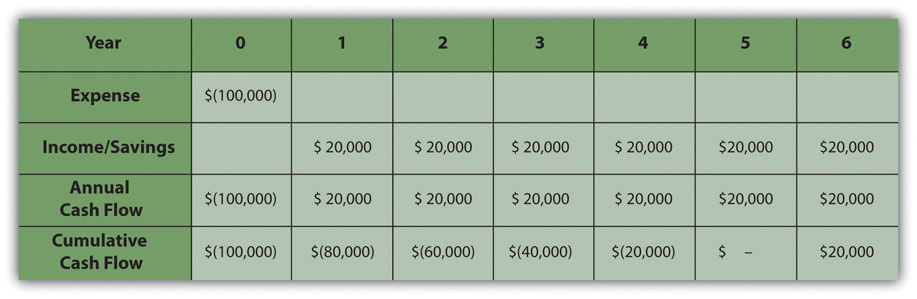 Year 0 1 2 3 4 5 6
Expense $(100,000)
Income/Savings $ 20,000 $ 20,000 $ 20,000 $ 20,000 $20,000 $20,000
Annual
Cash Flow $(100,000) $ 20,000 $ 20,000 $ 20,000 $ 20,000 $20,000 $20,000
Cumulative
Cash Flow $(100,000) $(80,000) $(60,000) $(40,000) $(20,000) $ – $20,000